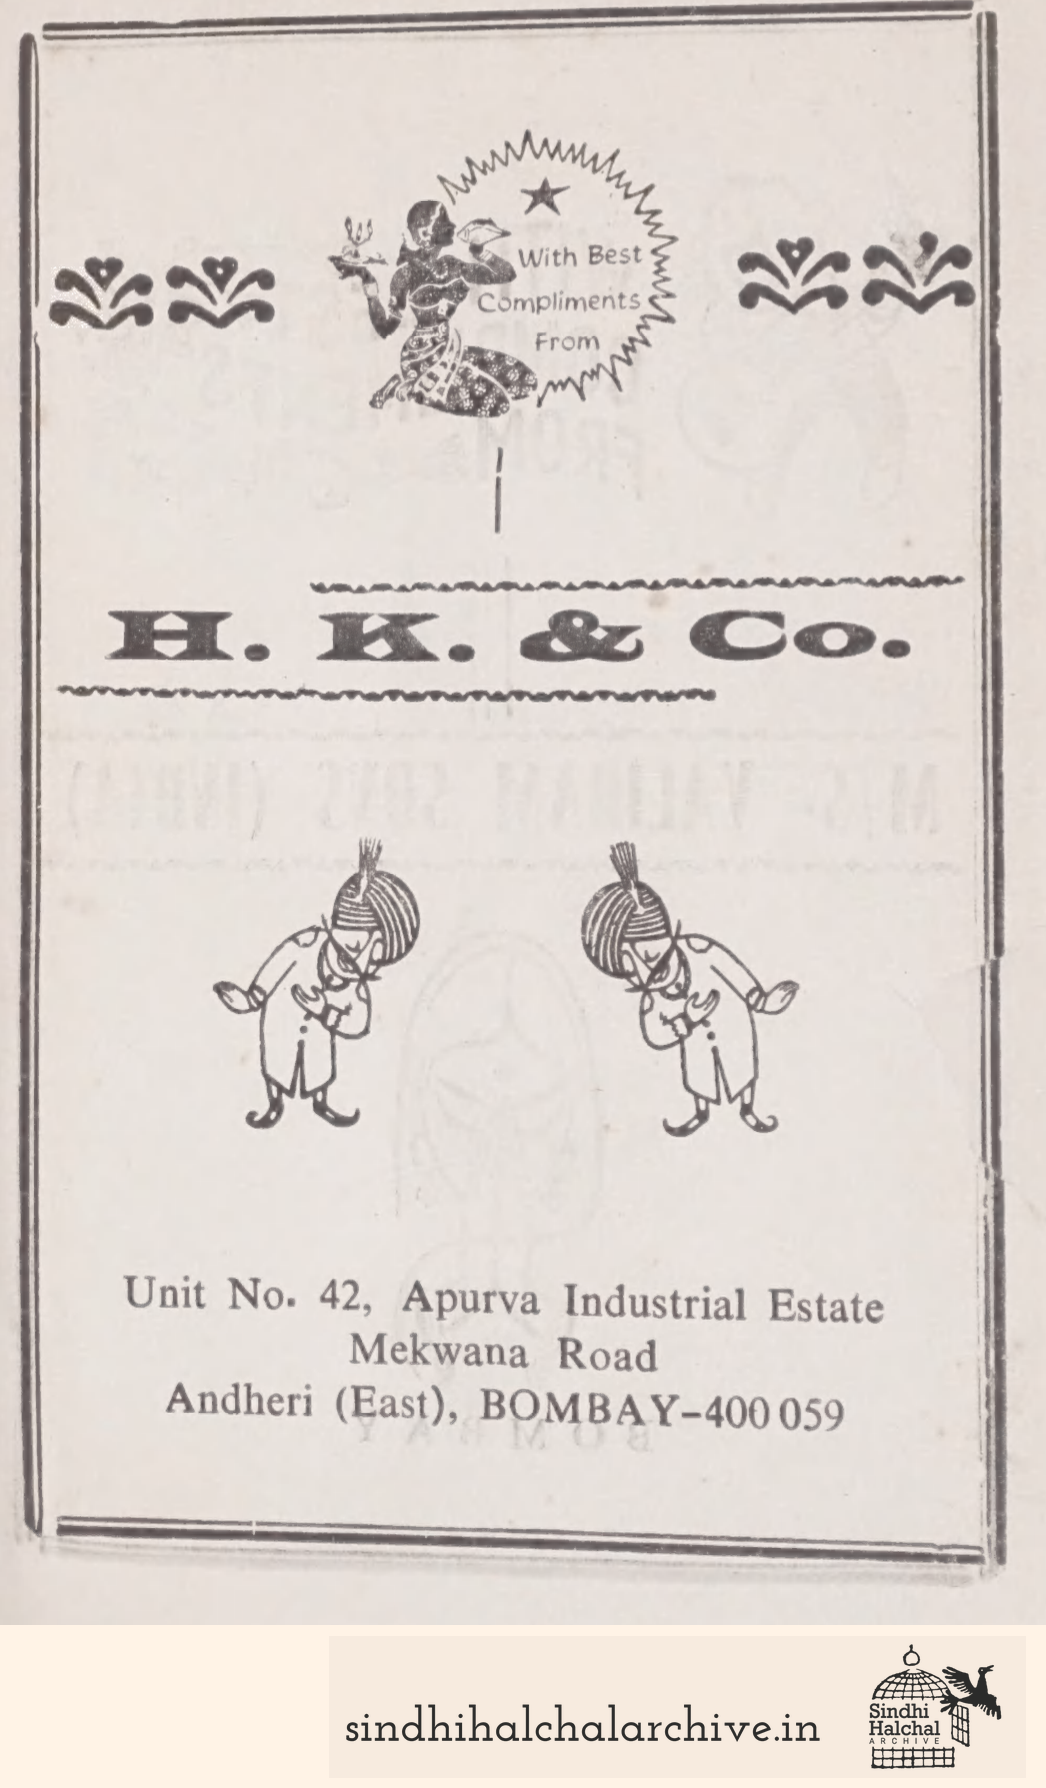 With Best
Compliments
From
H. K. & Co.
Unit No. 42, Apurva Industrial Estate
Mekwana Road
Andheri (East), BOMBAY-400 059
BOMBAY
sindhihalchalarchive.in
Sindhi
Halchal
ARCHIVE